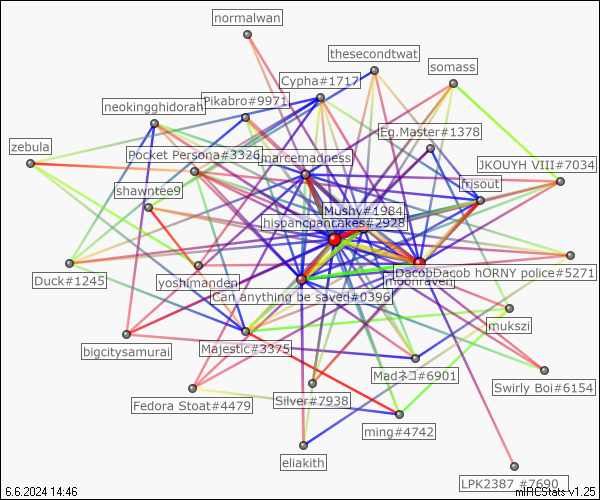 normalwan
thesecondtwat
somass
Cypha#1717
Pikabro#9971
neokingghidorah
Eg.Master#1378
zebula
Pocket Persona#3326
marcemadness
JKOUYH VIII#7034
shawntee9
frisout
Mushy#1984
hispancpancakes#2928
Duck#1245
yoshimanden
moonraven
DacobDacob hORNY police#5271
Can anything be saved#0396
mukszi
bigcitysamurai
Majestic#3375
Madネコ#6901
Swirly Boi#6154
Fedora Stoat#4479
Silver#7938
ming#4742
eliakith
LPK2387 #7690
6.6.2024 14:46
mIRCStats v1.25